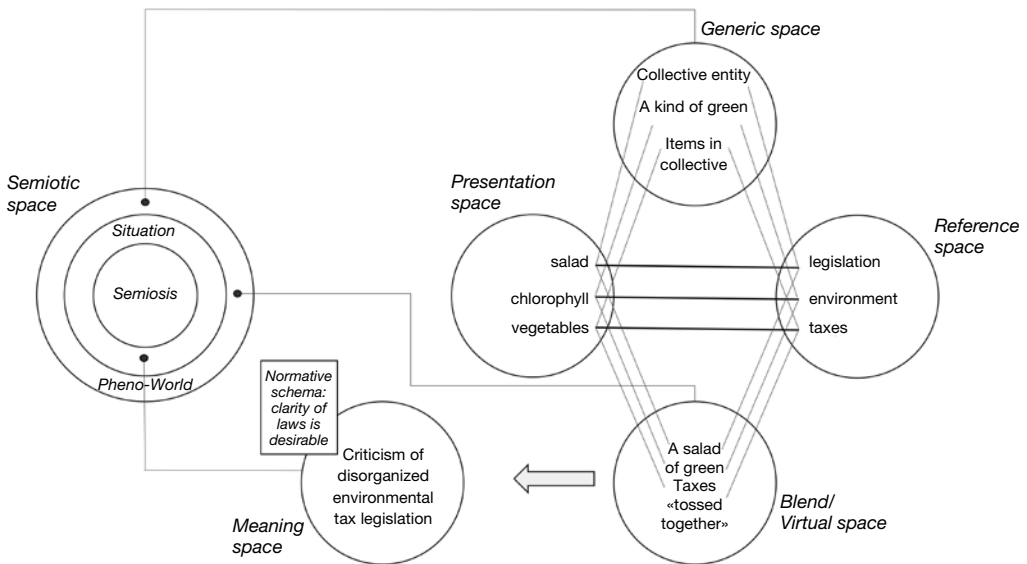 Generic space
Collective entity
A kind of green
Items in
collective
Semiotic
space
Situation
Semiosis
Pheno-World
Presentation
space
salad
chlorophyll
vegetables
Reference
space
legislation
environment
taxes
Normative
schema:
clarity of
laws is
desirable
Criticism of
disorganized
environmental
tax legislation
Meaning
space
A salad
of green
Taxes
«tossed
together»
Blend/
Virtual space